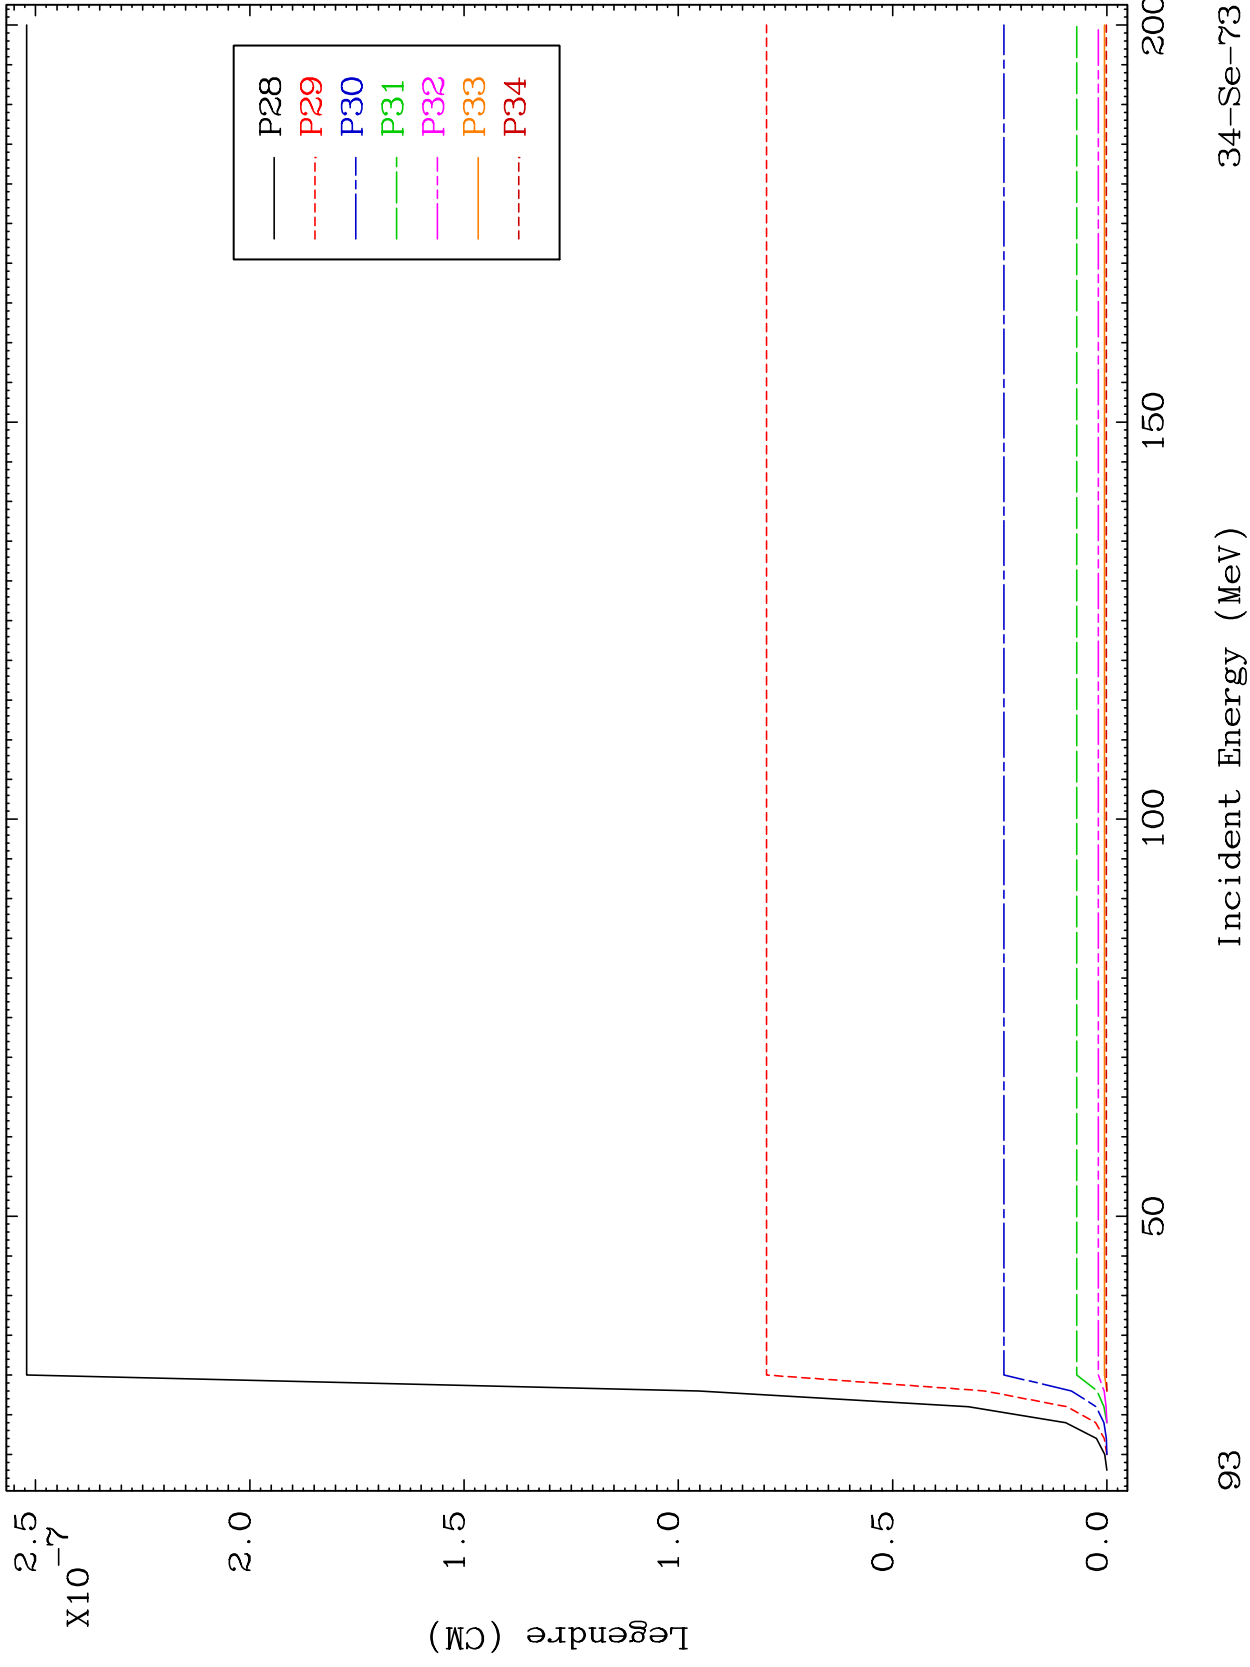 2.5
X10-7
2.0
1.5
1.0
0.5
0.0
Legendre (CM)
P28
P29
P30
P31
P32
P33
P34
50
100
150
200
Incident Energy (MeV)
93
34-Se-73